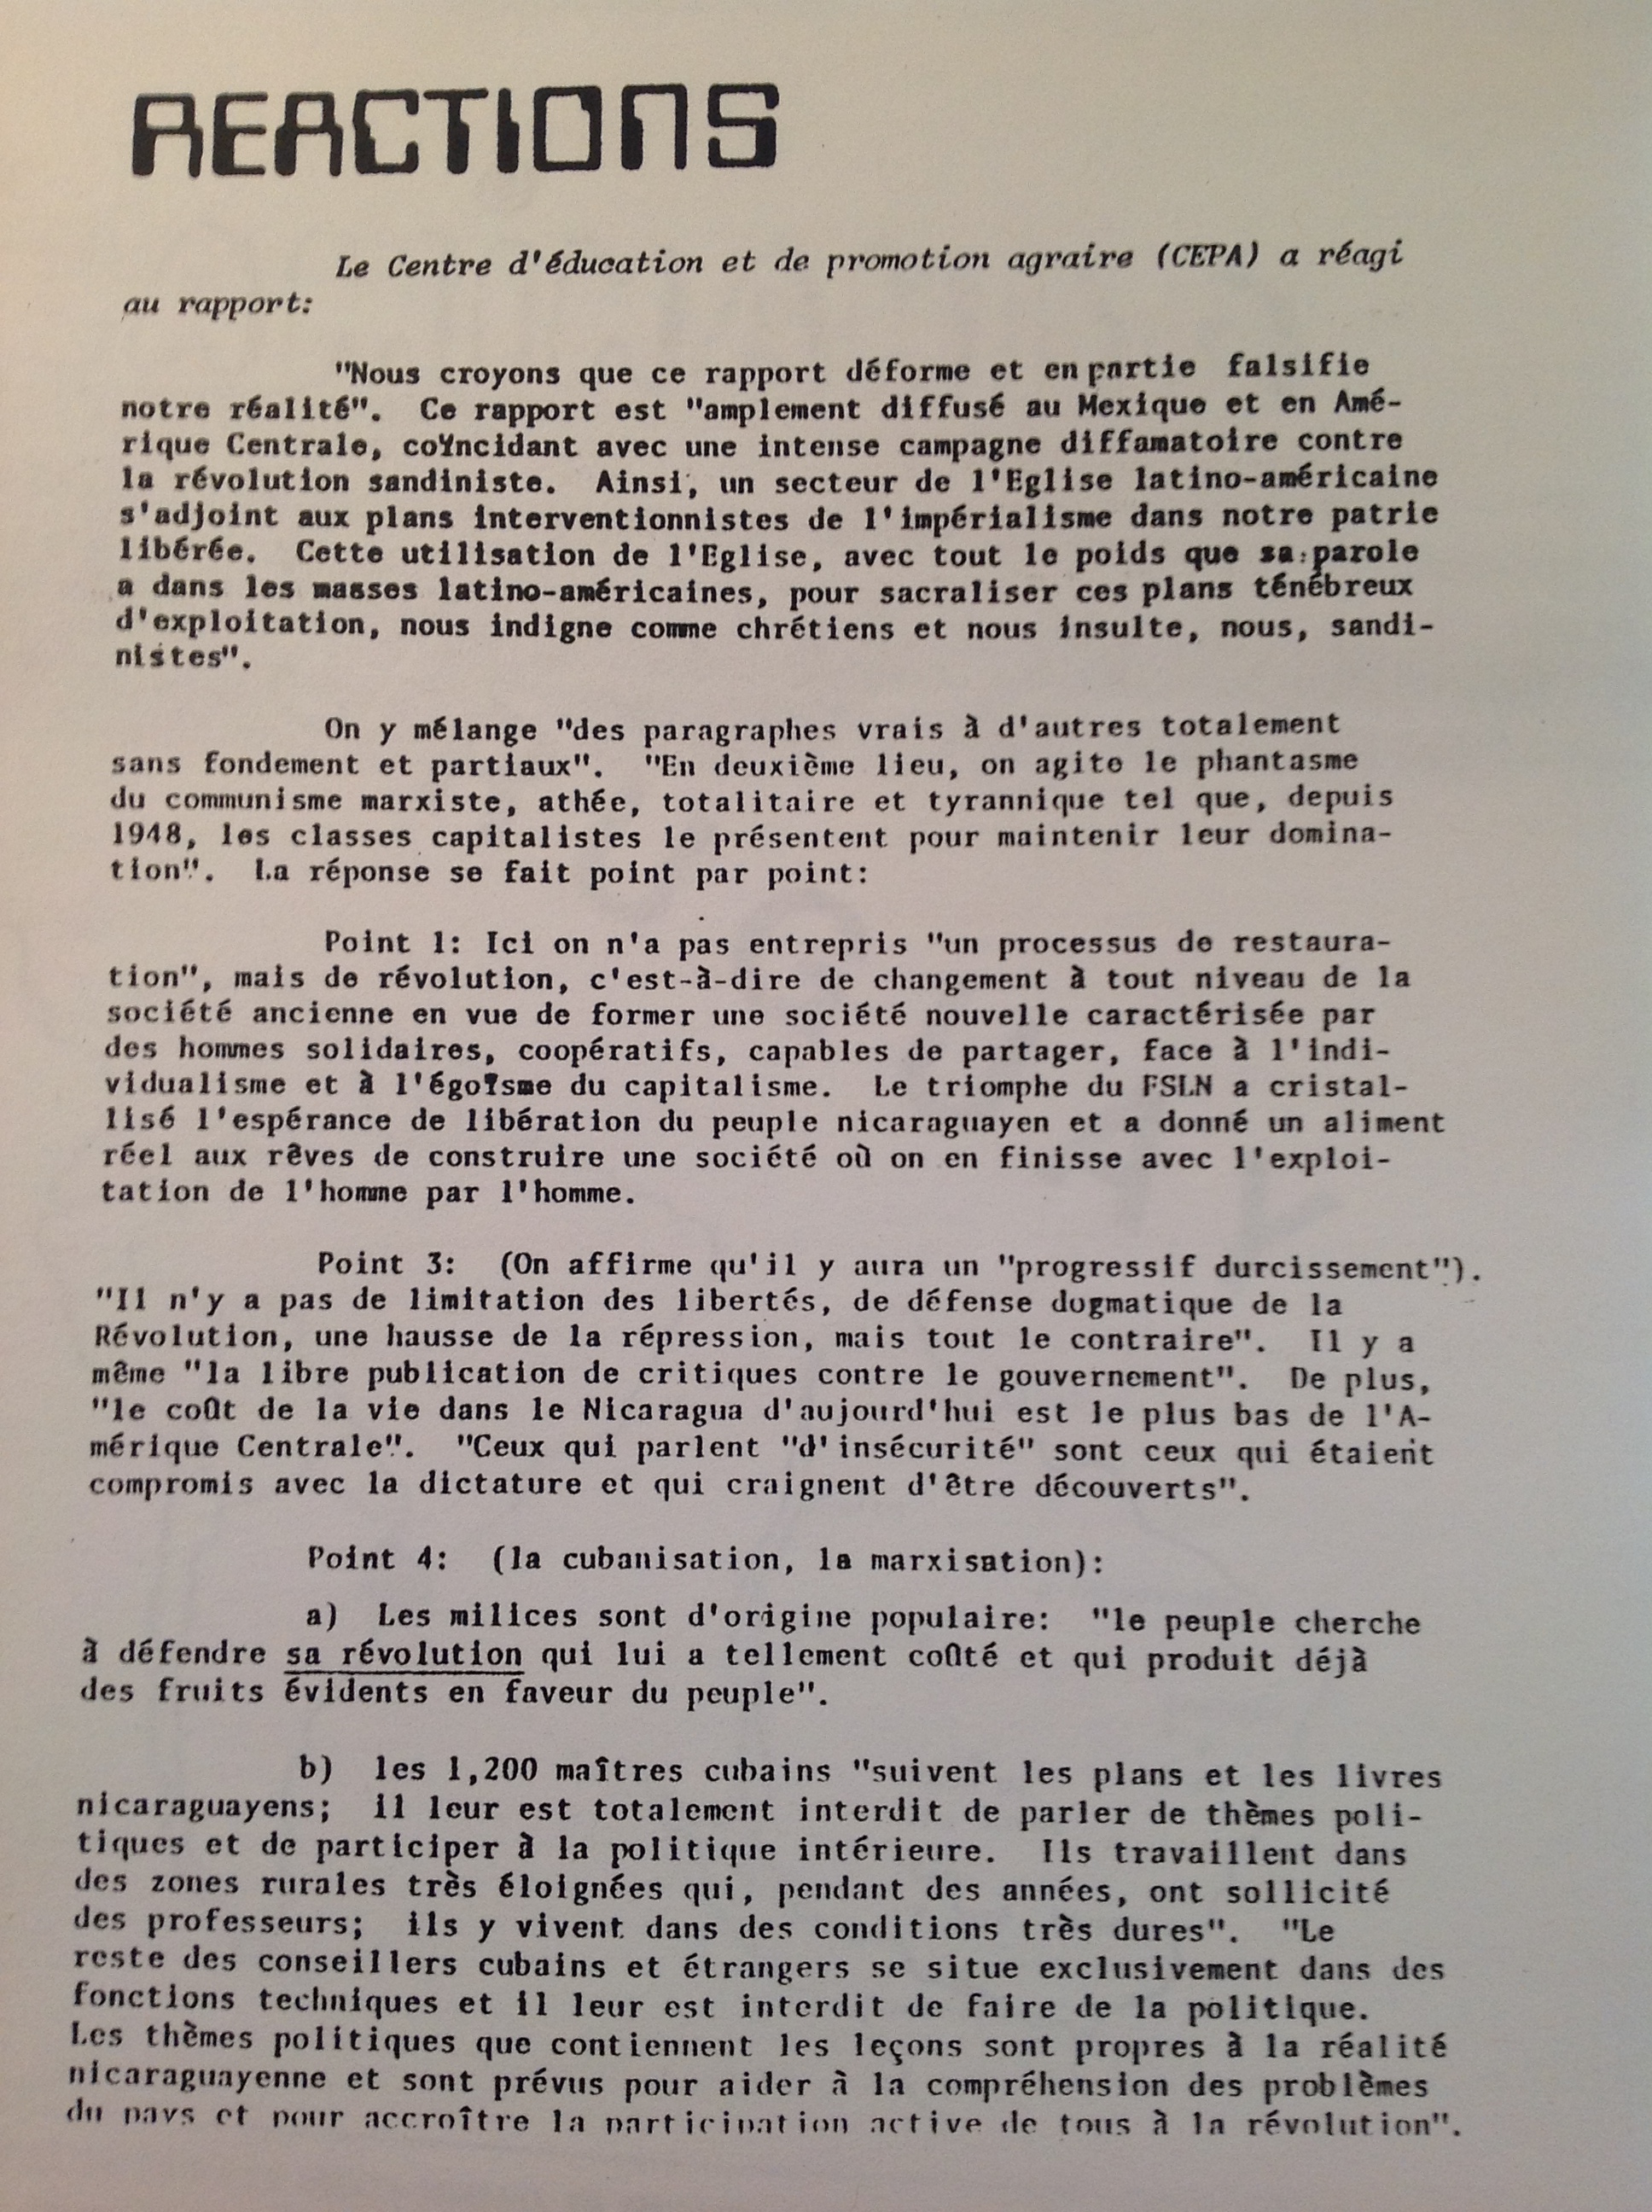 REACTIONS
Le Centre d'éducation et de promotion agraire (CEPA) a réagi
au rapport:
"Nous croyons que ce rapport déforme et en partie falsifie
notre réalité". Ce rapport est "amplement diffusé au Mexique et en Amé-
rique Centrale, coïncidant avec une intense campagne diffamatoire contre
la révolution sandiniste. Ainsi, un secteur de l'Eglise latino-américaine
s'adjoint aux plans interventionnistes de l'impérialisme dans notre patrie
libérée. Cette utilisation de l'Eglise, avec tout le poids que sa parole
a dans les masses latino-américaines, pour sacraliser ces plans ténébreux
d'exploitation, nous indigne comme chrétiens et nous insulte, nous, sandi-
nistes".
On y mélange "des paragraphes vrais à d'autres totalement
sans fondement et partiaux". "En deuxième lieu, on agite le phantasme
du communisme marxiste, athée, totalitaire et tyrannique tel que, depuis
1948, les classes capitalistes le présentent pour maintenir leur domina-
tion". La réponse se fait point par point:
Point 1: Ici on n'a pas entrepris "un processus de restaura-
tion", mais de révolution, c'est-à-dire de changement à tout niveau de la
société ancienne en vue de former une société nouvelle caractérisée par
des hommes solidaires, coopératifs, capables de partager, face à l'indi-
vidualisme et à l'égoïsme du capitalisme. Le triomphe du FSLN a cristal-
lisé l'espérance de libération du peuple nicaraguayen et a donné un aliment
réel aux rêves de construire une société où on en finisse avec l'exploi-
tation de l'homme par l'homme.
Point 3: (On affirme qu'il y aura un "progressif durcissement").
"Il n'y a pas de limitation des libertés, de défense dogmatique de la
Révolution, une hausse de la répression, mais tout le contraire". Il y a
même "la libre publication de critiques contre le gouvernement". De plus,
"le coût de la vie dans le Nicaragua d'aujourd'hui est le plus bas de l'A-
mérique Centrale". "Ceux qui parlent "d'insécurité" sont ceux qui étaient
compromis avec la dictature et qui craignent d'être découverts".
Point 4: (la cubanisation, la marxisation):
a) Les milices sont d'origine populaire: "le peuple cherche
à défendre sa révolution qui lui a tellement coûté et qui produit déjà
des fruits évidents en faveur du peuple".
b) les 1,200 maîtres cubains "suivent les plans et les livres
nicaraguayens; il leur est totalement interdit de parler de thèmes poli-
tiques et de participer à la politique intérieure. Ils travaillent dans
des zones rurales très éloignées qui, pendant des années, ont sollicité
des professeurs; ils y vivent dans des conditions très dures". "Le
reste des conseillers cubains et étrangers se situe exclusivement dans des
fonctions techniques et il leur est interdit de faire de la politique.
Les thèmes politiques que contiennent les leçons sont propres à la réalité
nicaraguayenne et sont prévus pour aider à la compréhension des problèmes
du pays et pour accroître la participation active de tous à la révolution".